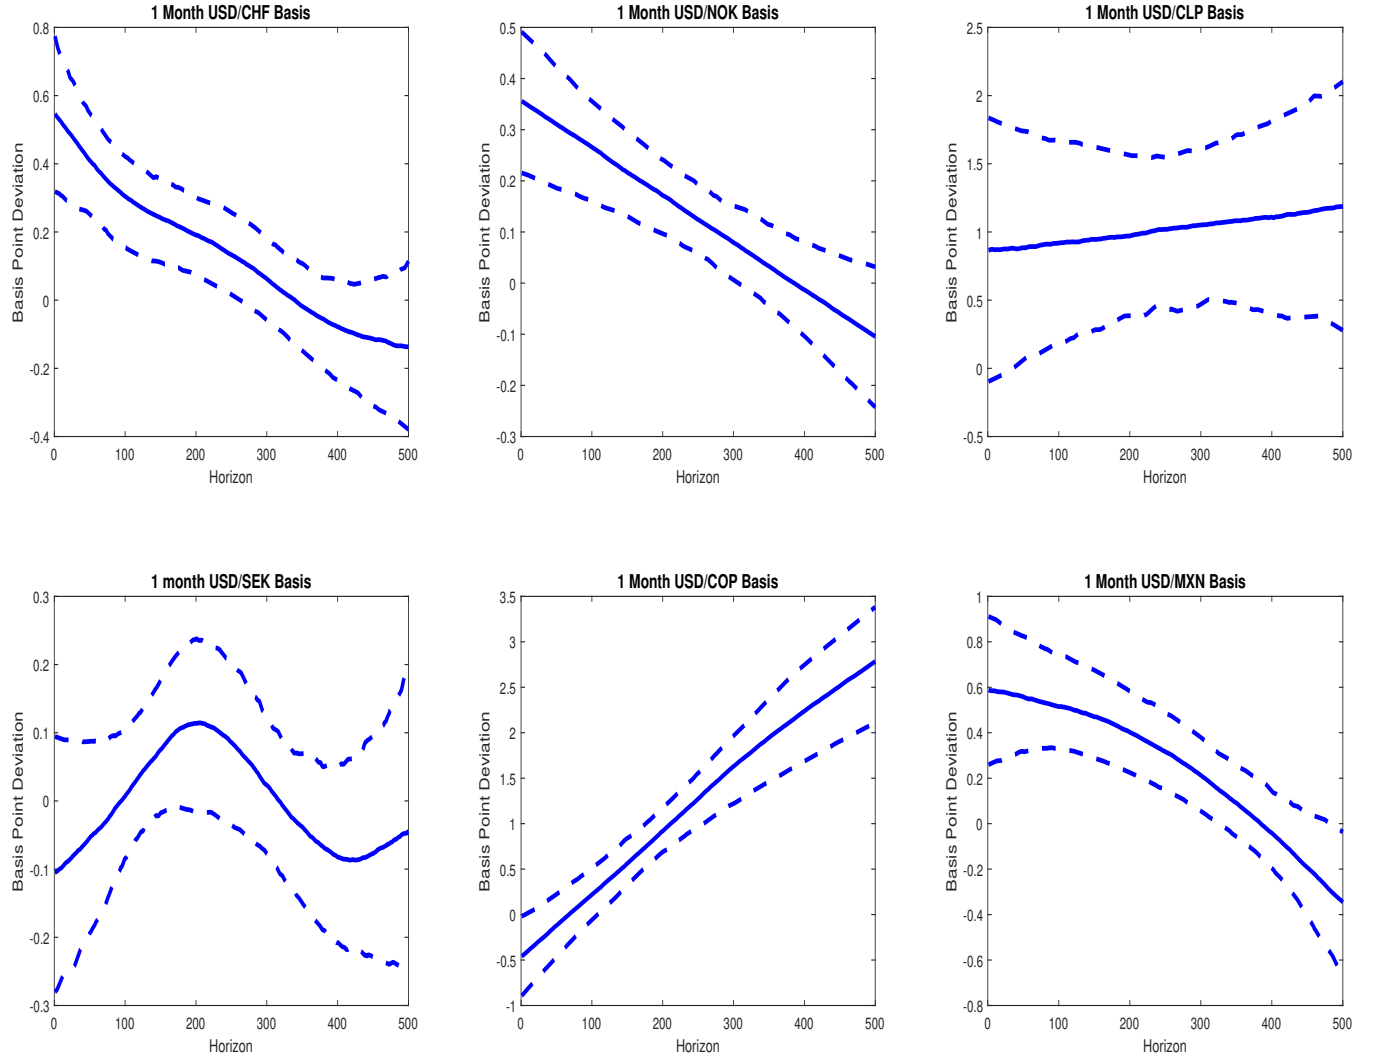 1 Month USD/CHF Basis
0.8
0.6
0.4
0.2
0
-0.2
-0.4
Basis Point Deviation
0 100 200 300 400 500
Horizon
1 Month USD/NOK Basis
0.5
0.4
0.3
0.2
0.1
0
-0.1
-0.2
-0.3
Basis Point Deviation
0 100 200 300 400 500
Horizon
1 Month USD/CLP Basis
2.5
2
1.5
1
0.5
0
-0.5
Basis Point Deviation
0 100 200 300 400 500
Horizon
1 month USD/SEK Basis
0.3
0.2
0.1
0
-0.1
-0.2
-0.3
Basis Point Deviation
0 100 200 300 400 500
Horizon
1 Month USD/COP Basis
3.5
3
2.5
2
1.5
1
0.5
0
-0.5
-1
Basis Point Deviation
0 100 200 300 400 500
Horizon
1 Month USD/MXN Basis
1
0.8
0.6
0.4
0.2
0
-0.2
-0.4
-0.6
-0.8
Basis Point Deviation
0 100 200 300 400 500
Horizon